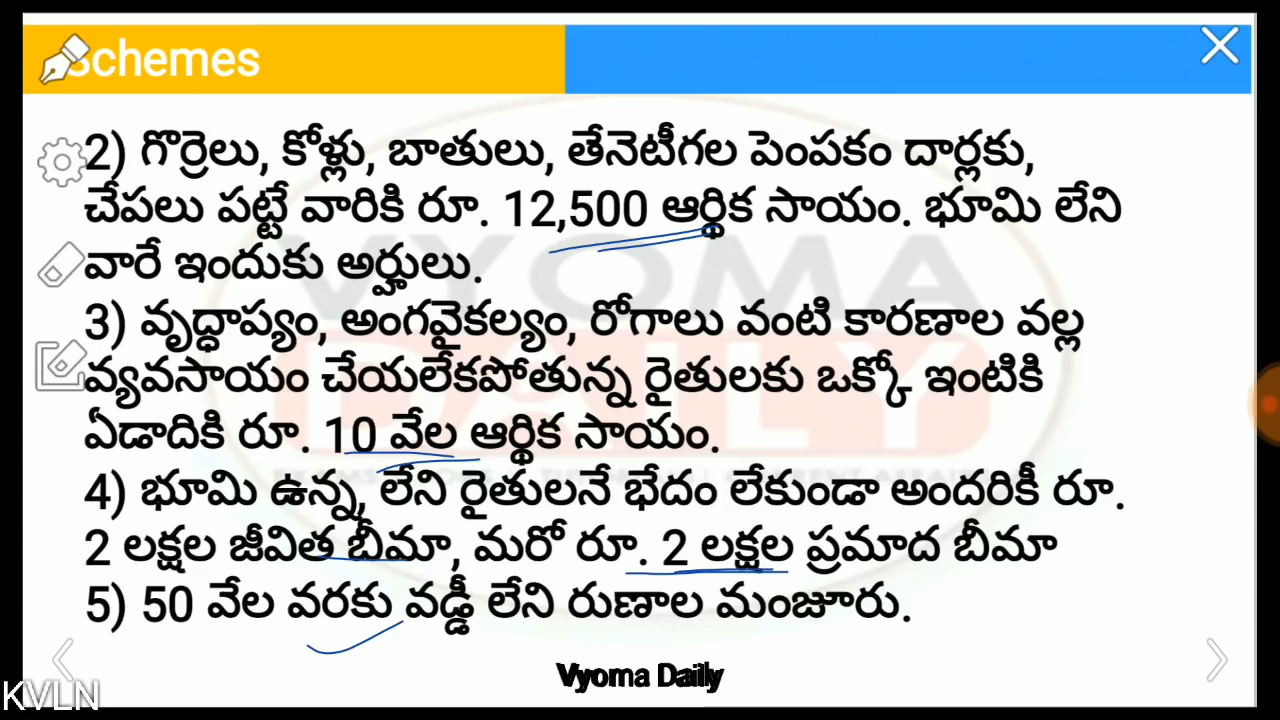 Schemes
2) గొర్రెలు, కోళ్లు, బాతులు, తేనెటీగల పెంపకం దార్లకు,
చేపలు పట్టే వారికి రూ. 12,500 ఆర్థిక సాయం. భూమి లేని
వారే ఇందుకు అర్హులు.
3) వృద్ధాప్యం, అంగవైకల్యం, రోగాలు వంటి కారణాల వల్ల
వ్యవసాయం చేయలేకపోతున్న రైతులకు ఒక్కో ఇంటికి
ఏడాదికి రూ. 10 వేల ఆర్థిక సాయం.
4) భూమి ఉన్న, లేని రైతులనే భేదం లేకుండా అందరికీ రూ.
2 లక్షల జీవిత బీమా, మరో రూ. 2 లక్షల ప్రమాద బీమా
5) 50 వేల వరకు వడ్డీ లేని రుణాల మంజూరు.
Vyoma Daily
KVLN
VYOMA
DAILY